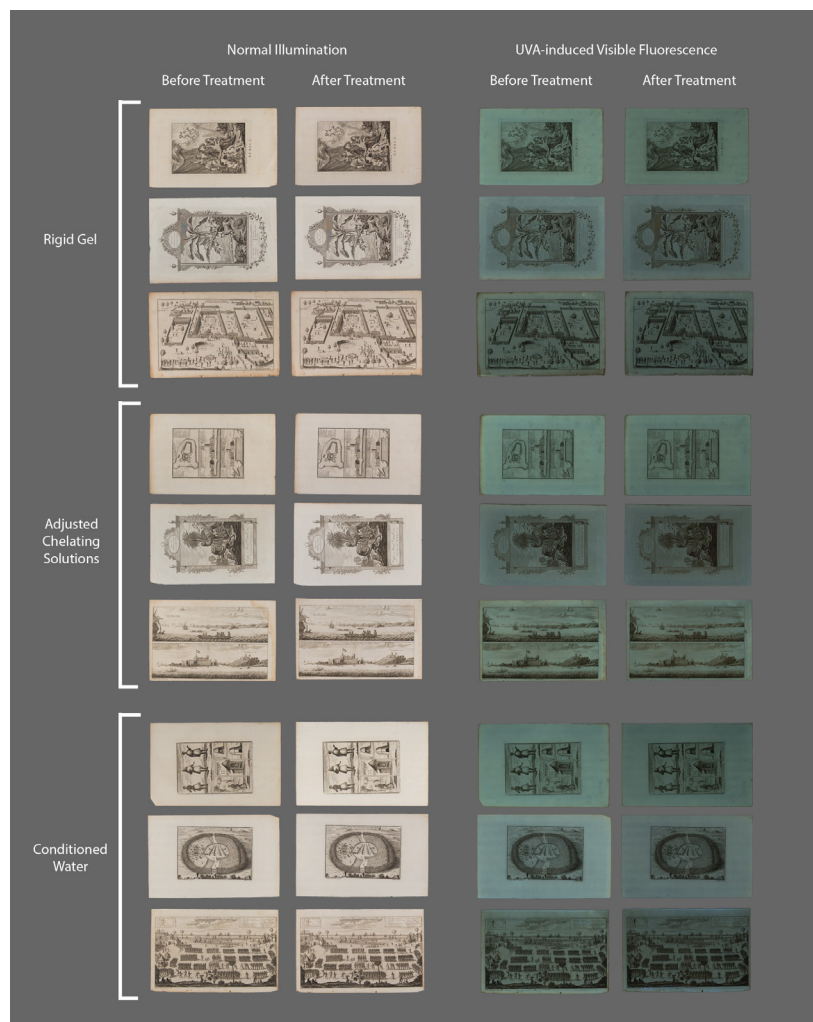 Normal Illumination
UVA-induced Visible Fluorescence
Before Treatment
After Treatment
Before Treatment
After Treatment
Rigid Gel
Adjusted
Chelating
Solutions
Conditioned
Water